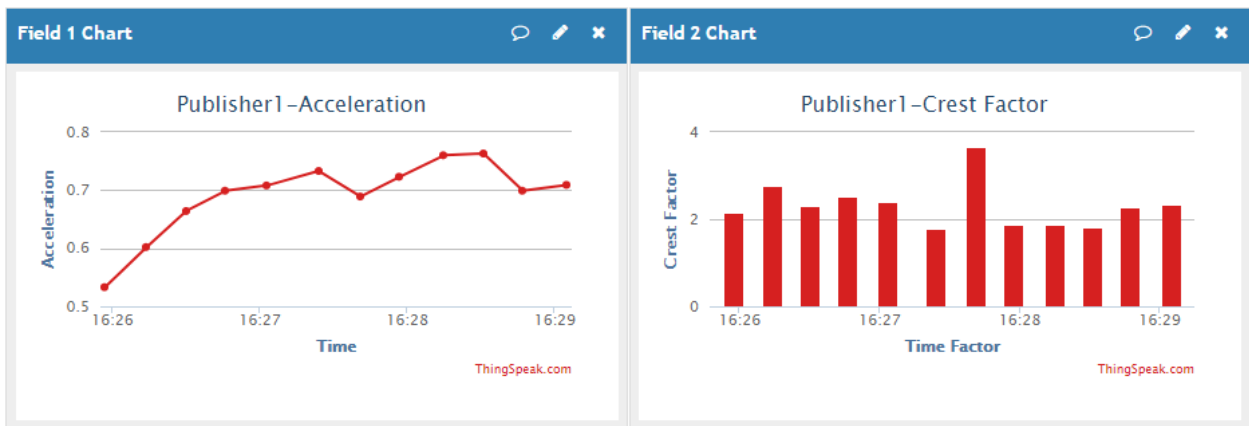 Field 1 Chart
Publisher1-Acceleration
0.8
0.7
0.6
0.5
Acceleration
16:26 16:27 16:28 16:29
Time
ThingSpeak.com
Field 2 Chart
Publisher1-Crest Factor
4
2
0
Crest Factor
16:26 16:27 16:28 16:29
Time Factor
ThingSpeak.com